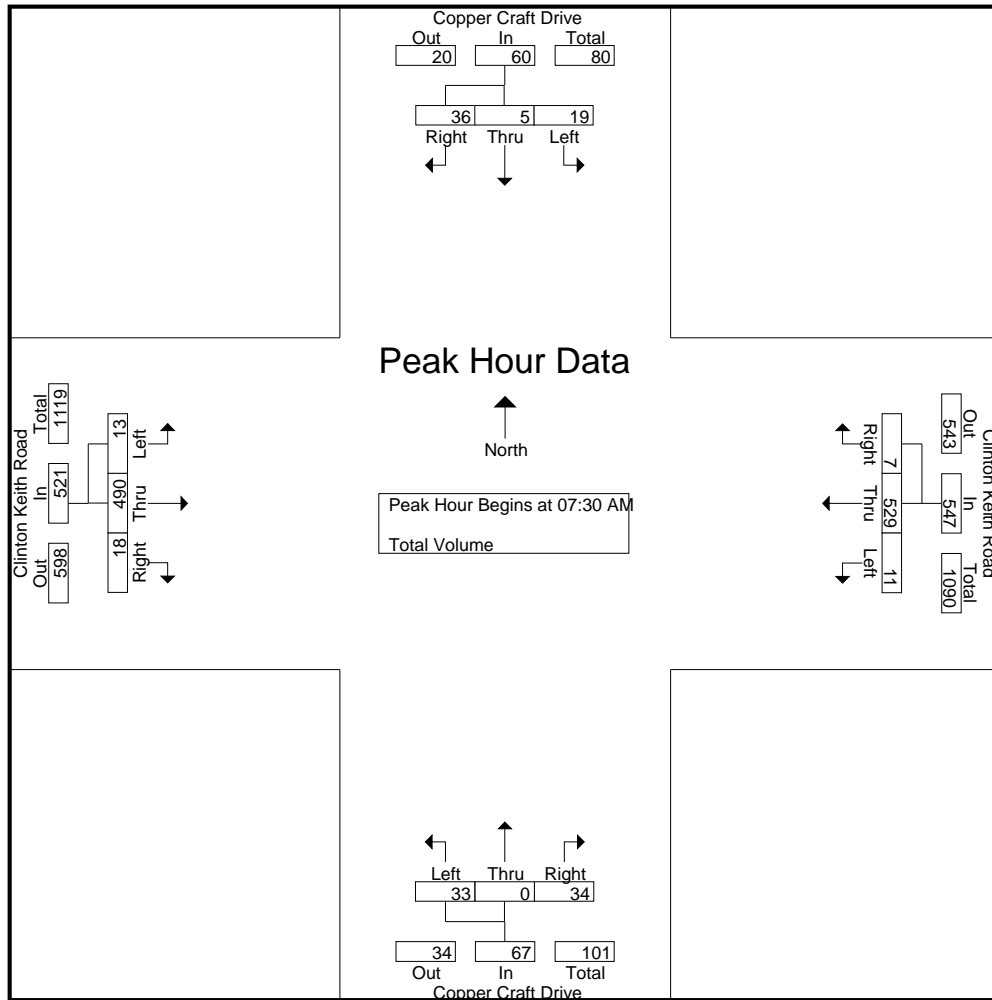 Copper Craft Drive
Out In Total
20 60 80
36 5 19
Right Thru Left
Peak Hour Data
North
Peak Hour Begins at 07:30 AM
Total Volume
Clinton Keith Road
Total In Out
1119 521 598
13 490 18
Left Thru Right
Clinton Keith Road
Out In Total
543 547 1090
7 529 11
Right Thru Left
Left Thru Right
33 0 34
34 67 101
Out In Total
Copper Craft Drive